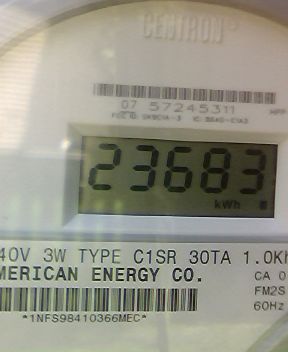 CENTRON®
07 57245311
23683
kWh
40V 3W TYPE C1SR 30TA 1.0Kh
MERICAN ENERGY CO.
CA 0
FM2S
60Hz
*1NFS98410366MEC*